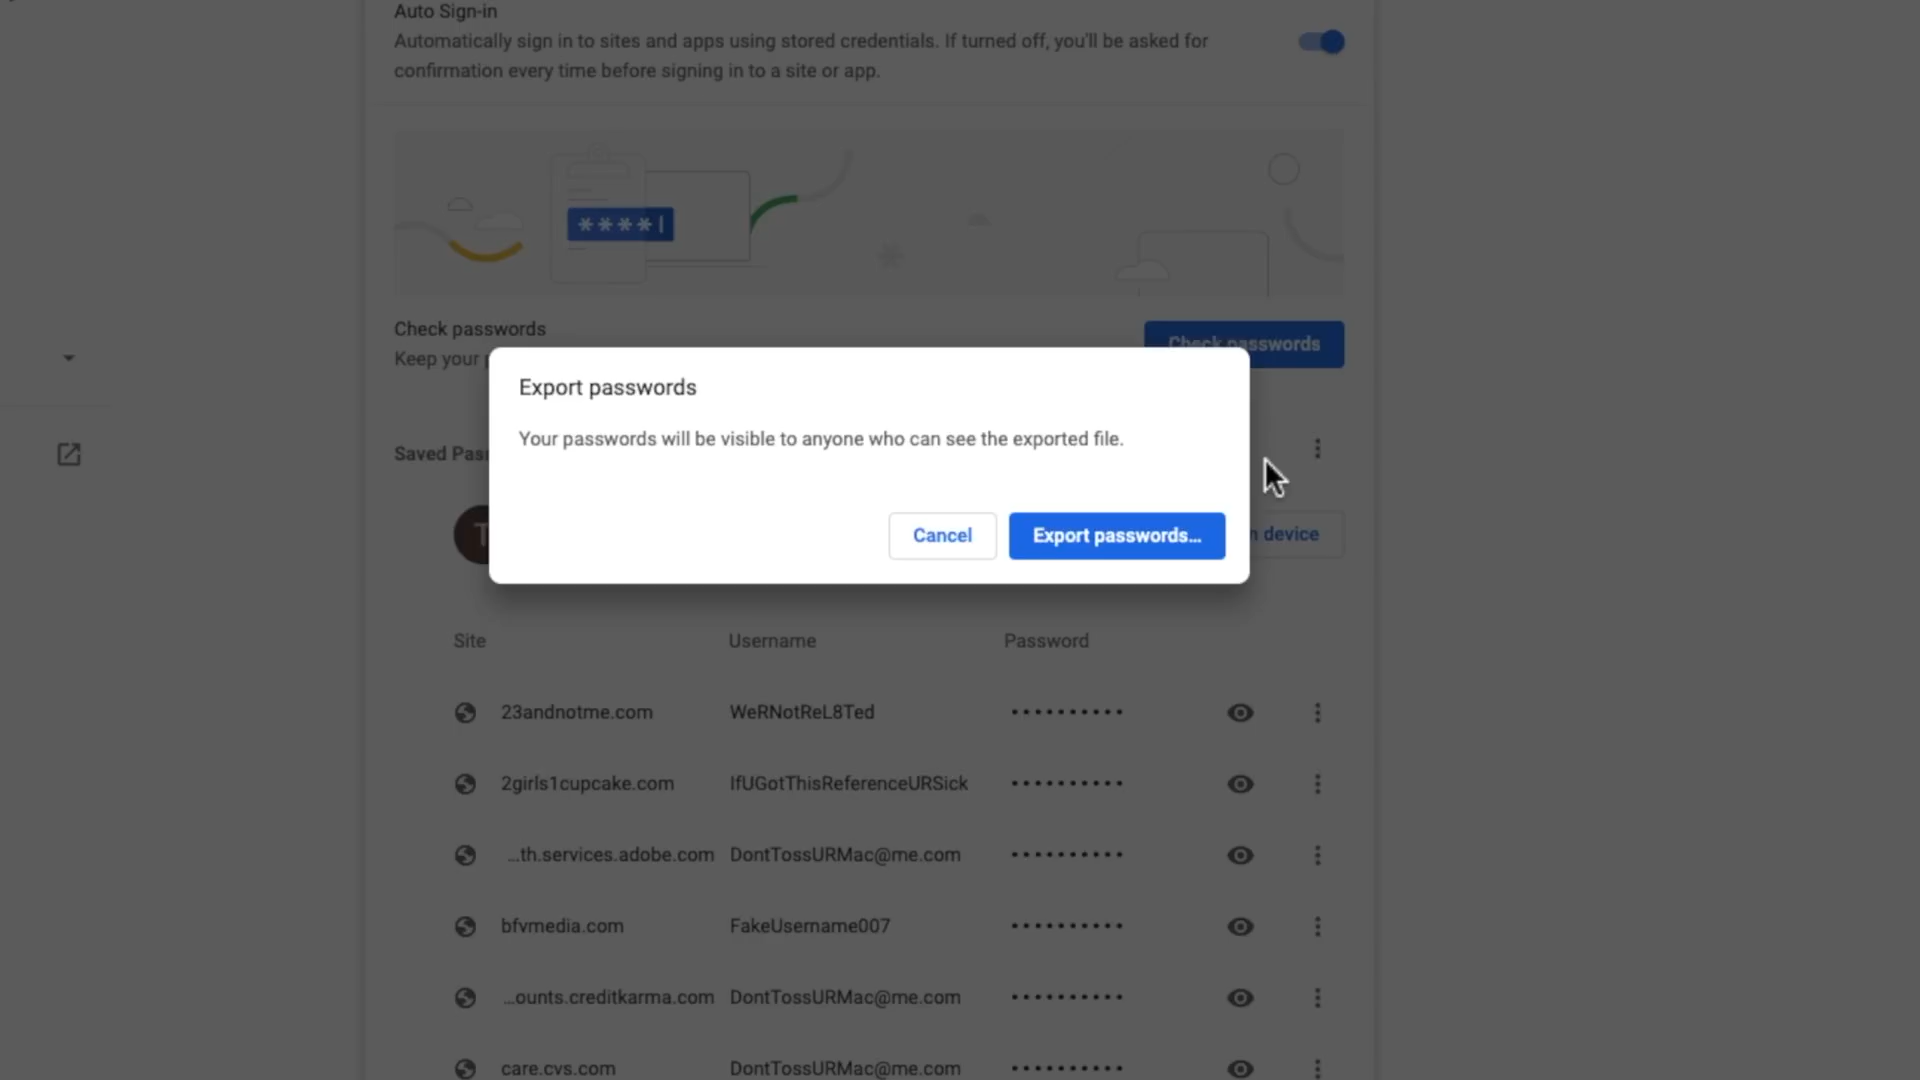 Auto Sign-in
Automatically sign in to sites and apps using stored credentials. If turned off, you'll be asked for
confirmation every time before signing in to a site or app.
****|
Check passwords
Check passwords
Keep your
Export passwords
Your passwords will be visible to anyone who can see the exported file.
Saved
T
device
Cancel
Export passwords...
Site Username Password
23andnotme.com WeRNotReL8Ted ••••••••••
2girls1cupcake.com IfUGotThisReferenceURSick ••••••••••
...th.services.adobe.com DontTossURMac@me.com ••••••••••
bfvmedia.com FakeUsername007 ••••••••••
...ounts.creditkarma.com DontTossURMac@me.com ••••••••••
care.cvs.com DontTossURMac@me.com ••••••••••